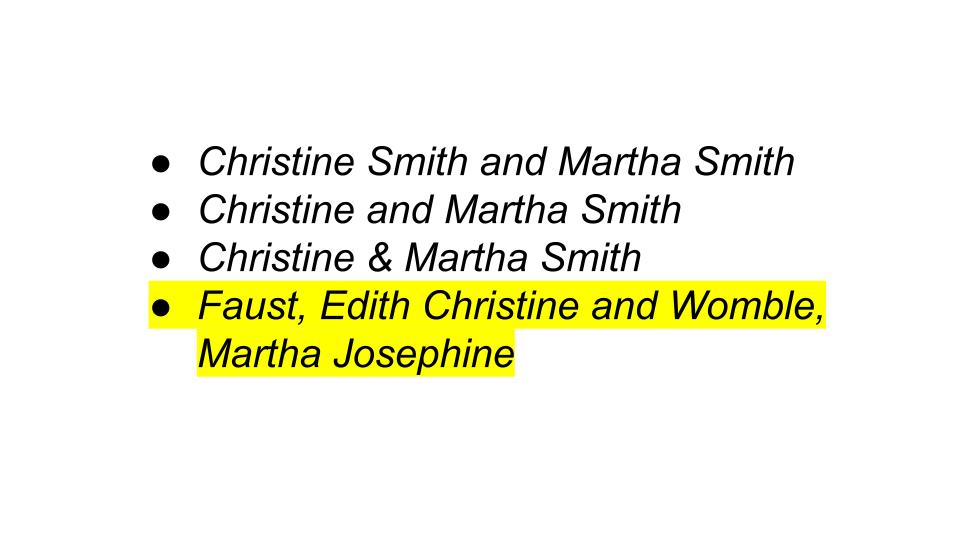 ● Christine Smith and Martha Smith
● Christine and Martha Smith
● Christine & Martha Smith
● Faust, Edith Christine and Womble,
Martha Josephine